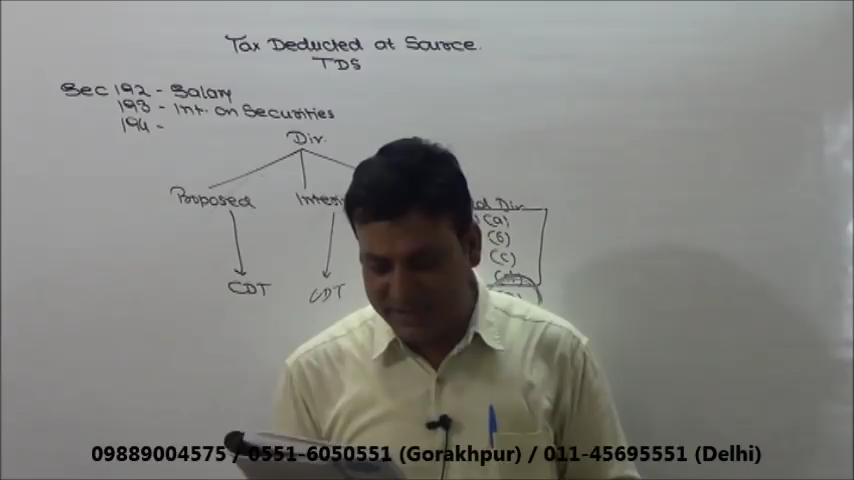 Tax Deducted at Source.
TDS
Sec 192 - Salary
193 - Int. on Securities
194 -
Div.
Proposed
Div.
(a)
(b)
(c)
CDT
CDT
09889004575 / 0551-6050551 (Gorakhpur) / 011-45695551 (Delhi)